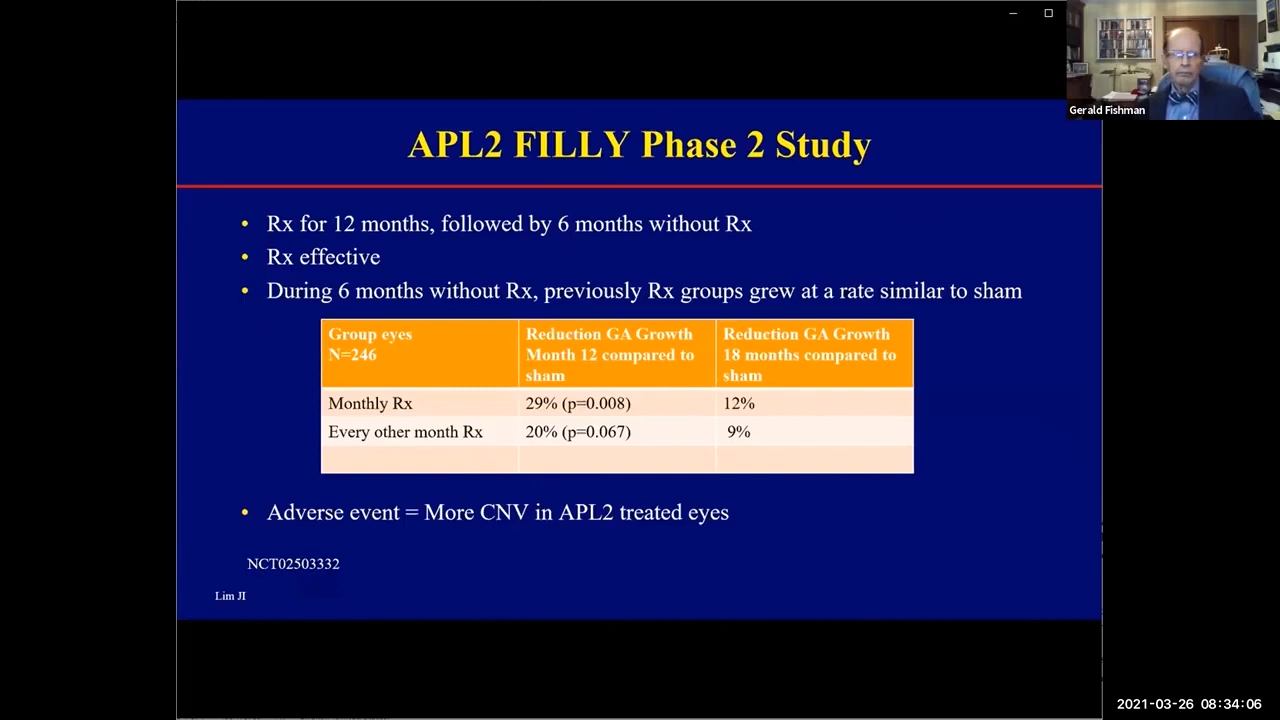 Gerald Fishman
APL2 FILLY Phase 2 Study
• Rx for 12 months, followed by 6 months without Rx
• Rx effective
• During 6 months without Rx, previously Rx groups grew at a rate similar to sham
Group eyes
N=246
Reduction GA Growth
Month 12 compared to
sham
Reduction GA Growth
18 months compared to
sham
Monthly Rx 29% (p=0.008) 12%
Every other month Rx 20% (p=0.067) 9%
• Adverse event = More CNV in APL2 treated eyes
NCT02503332
Lim JI
2021-03-26 08:34:06